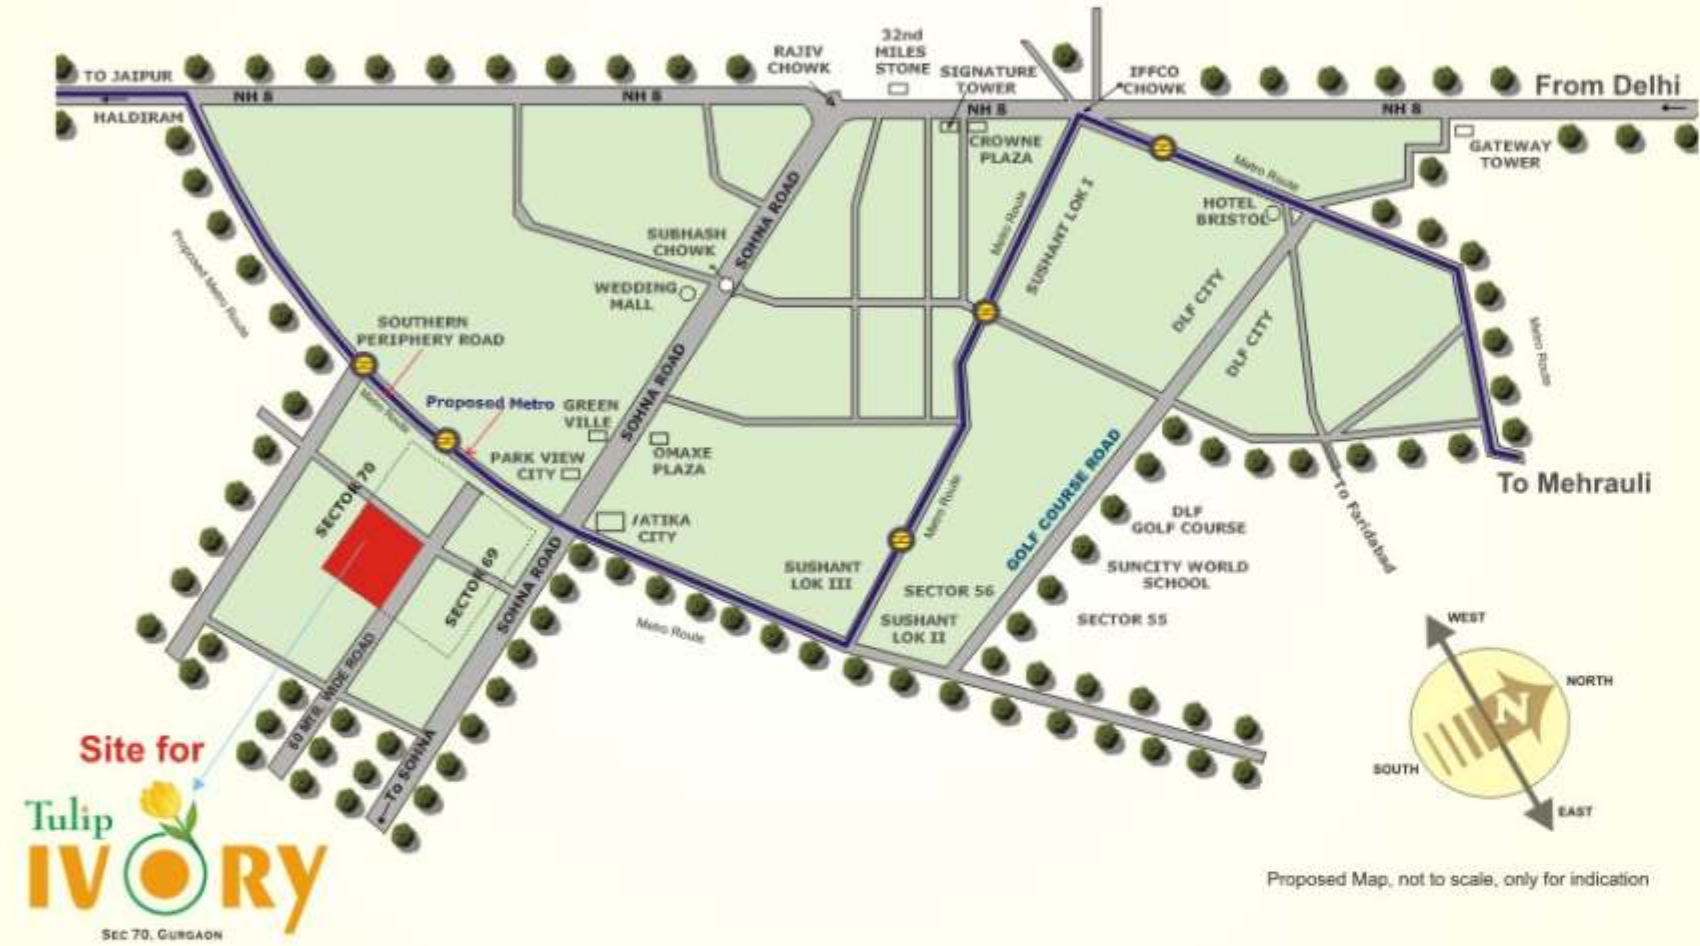 32nd
MILES
STONE
RAJIV
CHOWK
SIGNATURE
TOWER
IFFCO
CHOWK
From Delhi
TO JAIPUR
NH 8
NH 8
NH 8
NH 8
HALDIRAM
CROWNE
PLAZA
GATEWAY
TOWER
Metro Route
HOTEL
BRISTOL
SOHNA ROAD
Metro Route
SUSHANT LOK I
SUBHASH
CHOWK
Proposed Metro Route
WEDDING
MALL
DLF CITY
DLF CITY
Metro Route
SOUTHERN
PERIPHERY ROAD
Metro Route
Proposed Metro
GREEN
VILLE
SOHNA ROAD
OMAXE
PLAZA
PARK VIEW
CITY
GOLF COURSE ROAD
To Mehrauli
To Faridabad
SECTOR 70
/ATIKA
CITY
Metro Route
DLF
GOLF COURSE
SUSHANT
LOK III
SECTOR 56
SUNCITY WORLD
SCHOOL
SECTOR 69
SOHNA ROAD
Metro Route
SUSHANT
LOK II
SECTOR 55
60 MTR. WIDE ROAD
To SOHNA
WEST
NORTH
N
SOUTH
EAST
Site for
Tulip
IVORY
SEC 70, GURGAON
Proposed Map, not to scale, only for indication